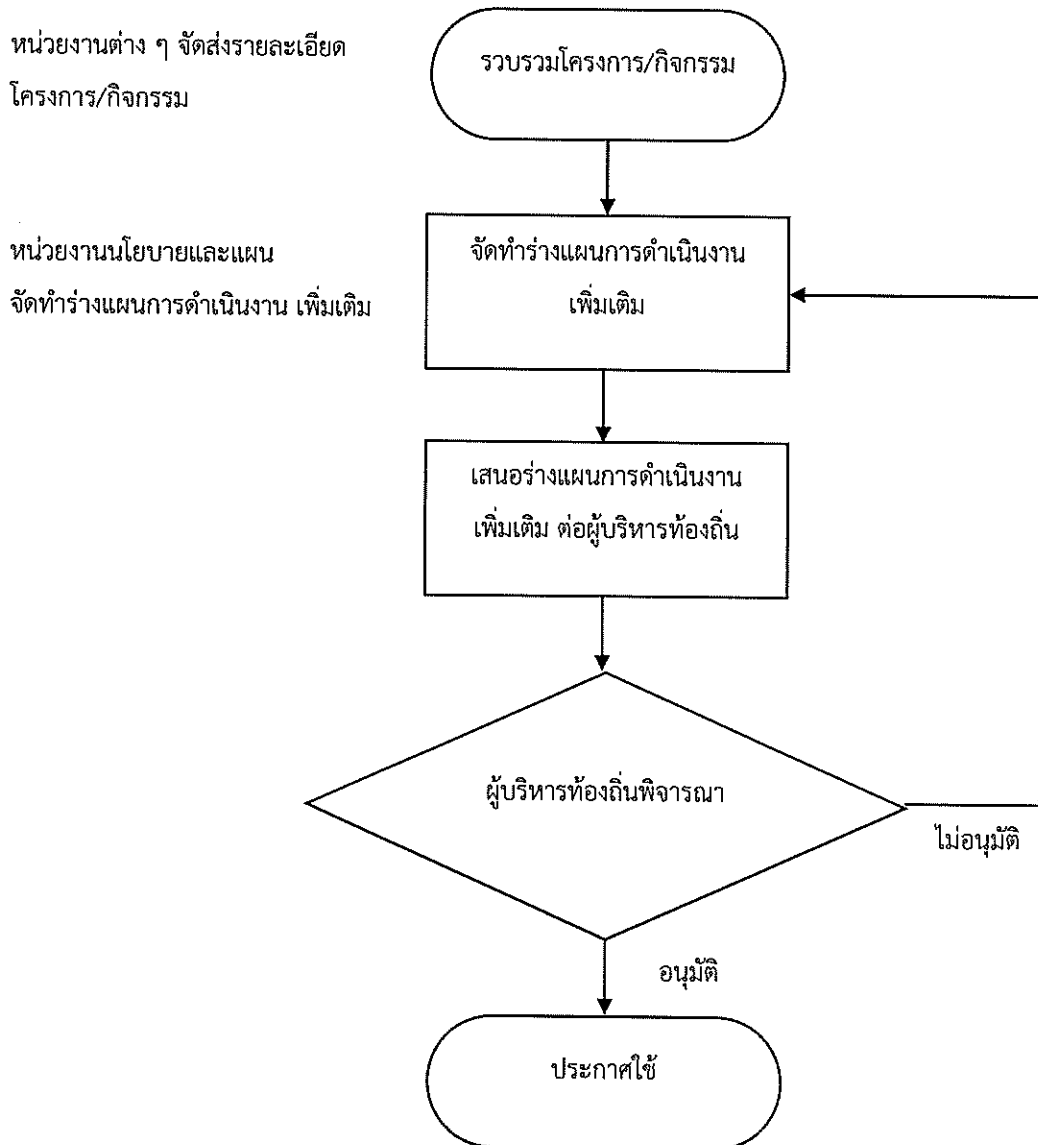 หน่วยงานต่าง ๆ จัดส่งรายละเอียด
โครงการ/กิจกรรม
รวบรวมโครงการ/กิจกรรม
หน่วยงานนโยบายและแผน
จัดทำร่างแผนการดำเนินงาน เพิ่มเติม
จัดทำร่างแผนการดำเนินงาน
เพิ่มเติม
เสนอร่างแผนการดำเนินงาน
เพิ่มเติม ต่อผู้บริหารท้องถิ่น
ผู้บริหารท้องถิ่นพิจารณา
ไม่อนุมัติ
อนุมัติ
ประกาศใช้